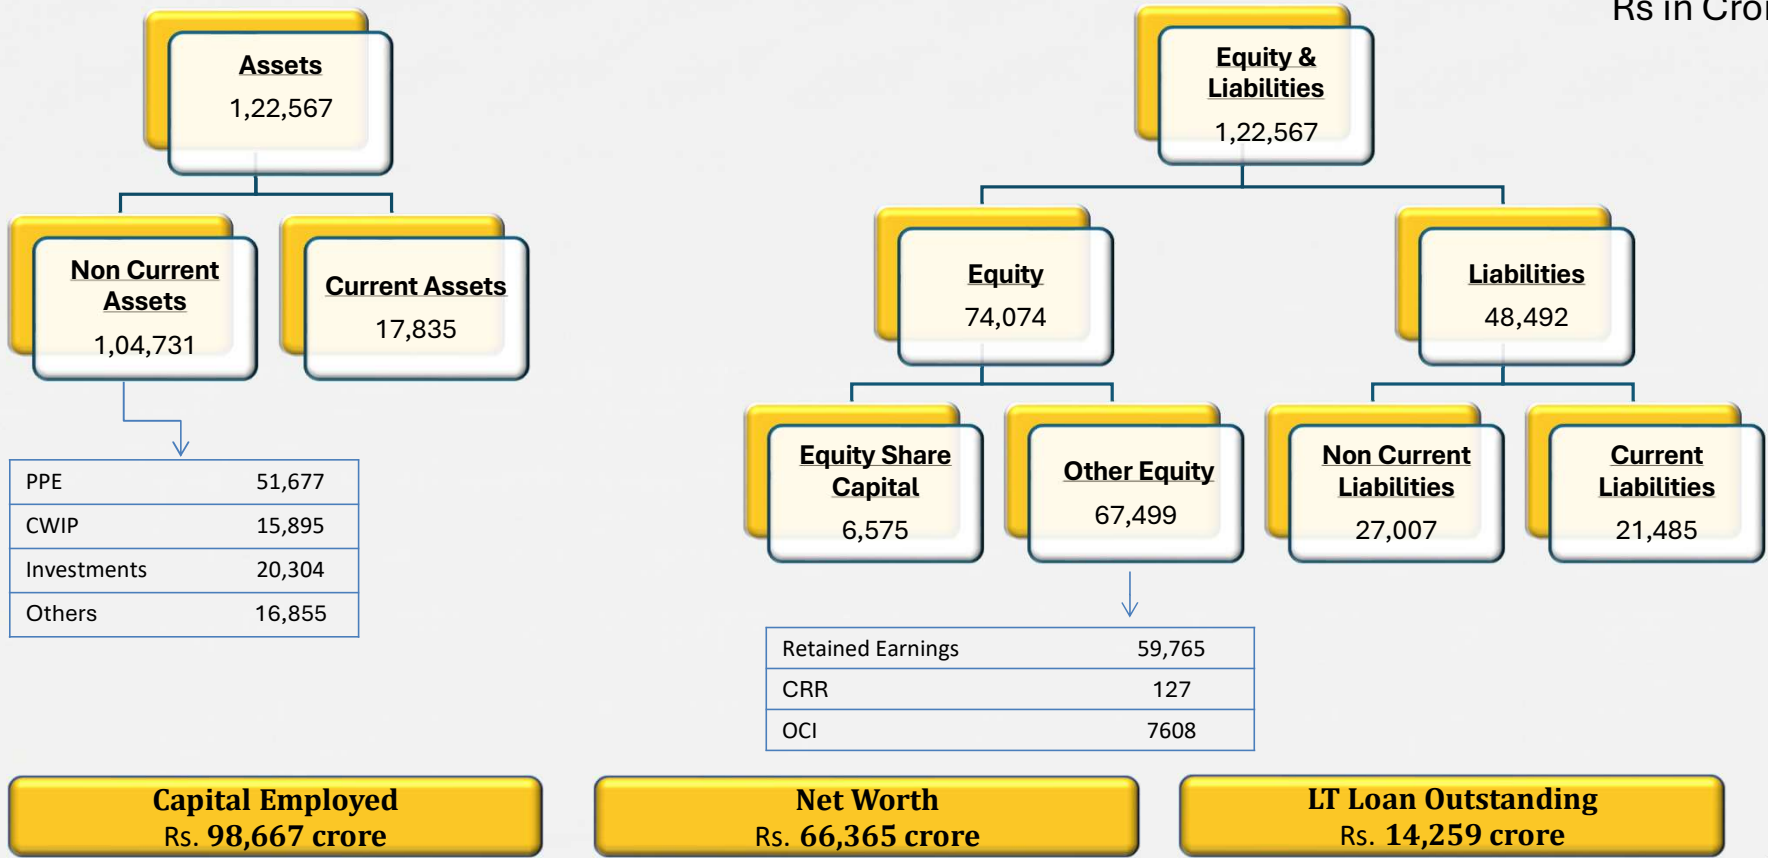 Rs in Cror
Assets
1,22,567
Non Current
Assets
1,04,731
Current Assets
17,835
PPE 51,677
CWIP 15,895
Investments 20,304
Others 16,855
Equity &
Liabilities
1,22,567
Equity
74,074
Liabilities
48,492
Equity Share
Capital
6,575
Other Equity
67,499
Non Current
Liabilities
27,007
Current
Liabilities
21,485
Retained Earnings 59,765
CRR 127
OCI 7608
Capital Employed
Rs. 98,667 crore
Net Worth
Rs. 66,365 crore
LT Loan Outstanding
Rs. 14,259 crore